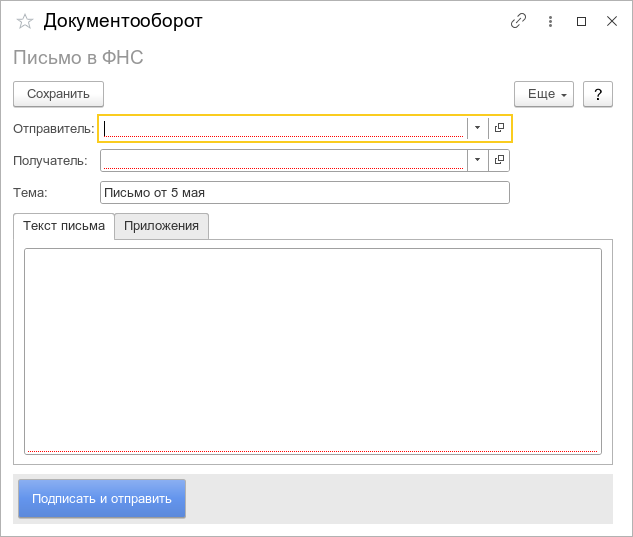 Документооборот
Письмо в ФНС
Сохранить
Еще
?
Отправитель:
Получатель:
Тема: Письмо от 5 мая
Текст письма Приложения
Подписать и отправить